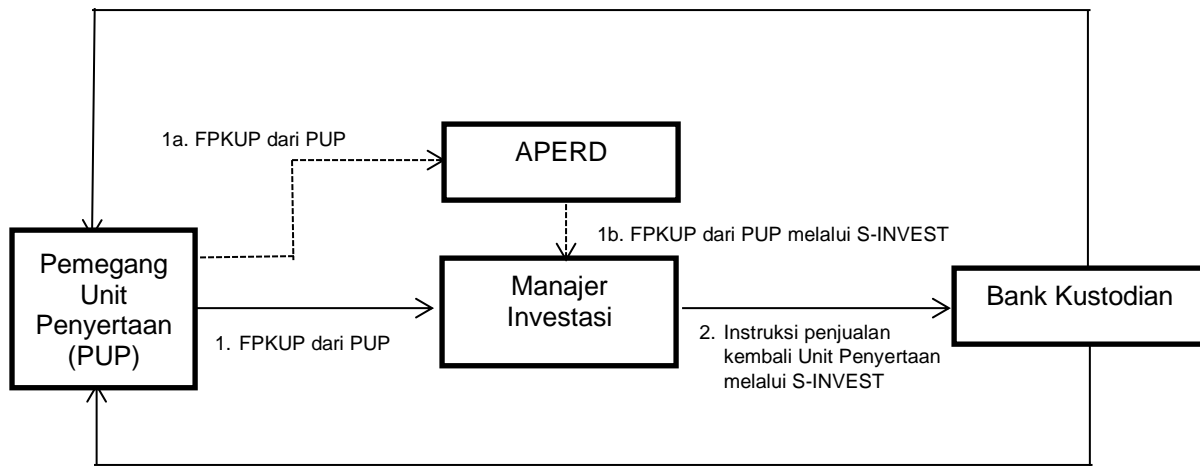 1a. FPKUP dari PUP
APERD
1b. FPKUP dari PUP melalui S-INVEST
Pemegang
Unit
Penyertaan
(PUP)
Manajer
Investasi
Bank Kustodian
1. FPKUP dari PUP
2. Instruksi penjualan
kembali Unit Penyertaan
melalui S-INVEST